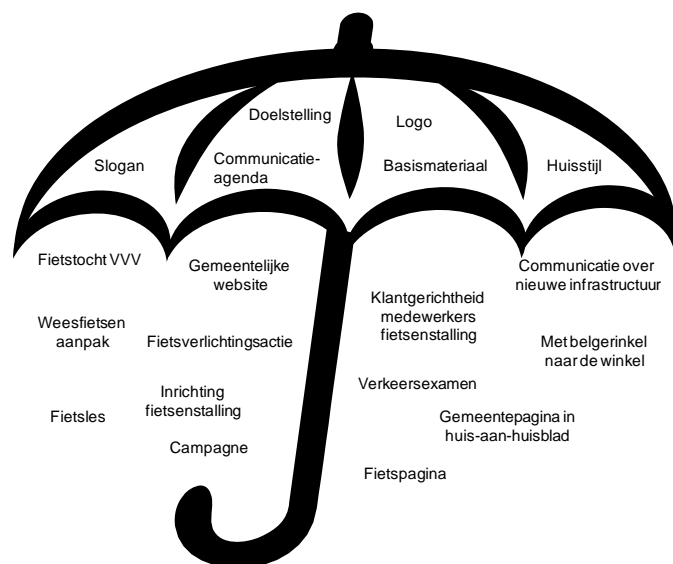 Doelstelling
Logo
Slogan
Communicatie-
agenda
Basismateriaal
Huisstijl
Fietstocht VVV
Gemeentelijke
website
Communicatie over
nieuwe infrastructuur
Klantgerichtheid
medewerkers
fietsenstalling
Weesfietsen
aanpak
Fietsverlichtingsactie
Met belgerinkel
naar de winkel
Verkeersexamen
Inrichting
fietsenstalling
Fietsles
Gemeentepagina in
huis-aan-huisblad
Campagne
Fietspagina